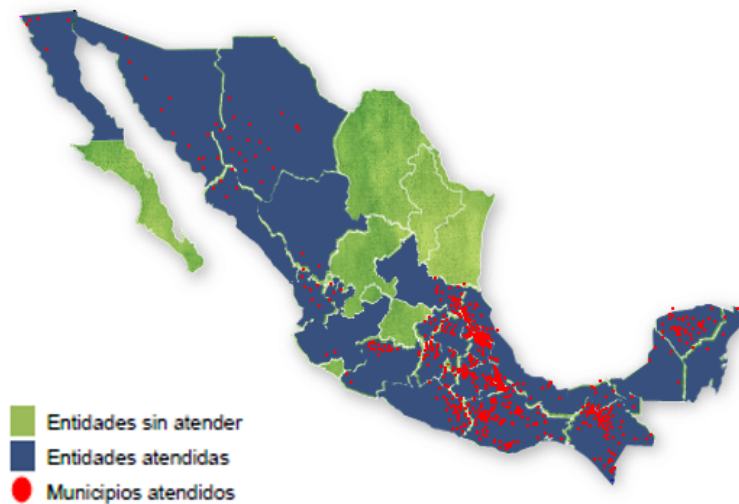 Entidades sin atender
Entidades atendidas
Municipios atendidos